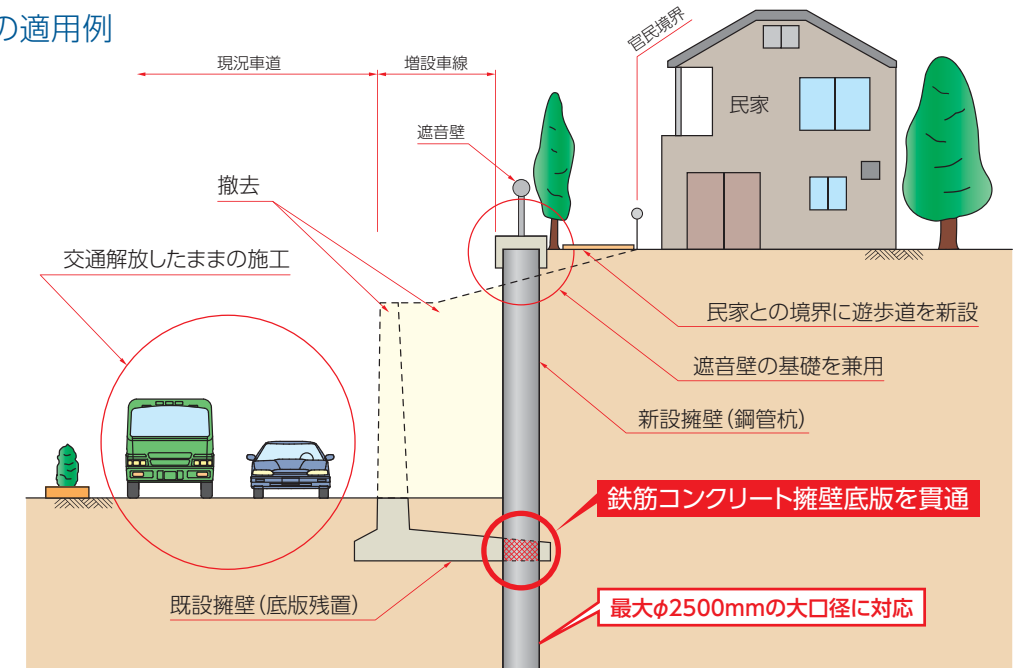 の適用例
官民境界
現況車道
増設車線
民家
遮音壁
撤去
交通解放したままの施工
民家との境界に遊歩道を新設
遮音壁の基礎を兼用
新設擁壁(鋼管杭)
鉄筋コンクリート擁壁底版を貫通
既設擁壁(底版残置)
最大φ2500mmの大口径に対応